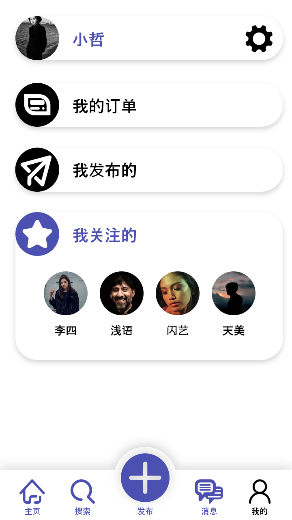 小哲
我的订单
我发布的
我关注的
李四 浅语 闪艺 天美
主页 搜索 发布 消息 我的